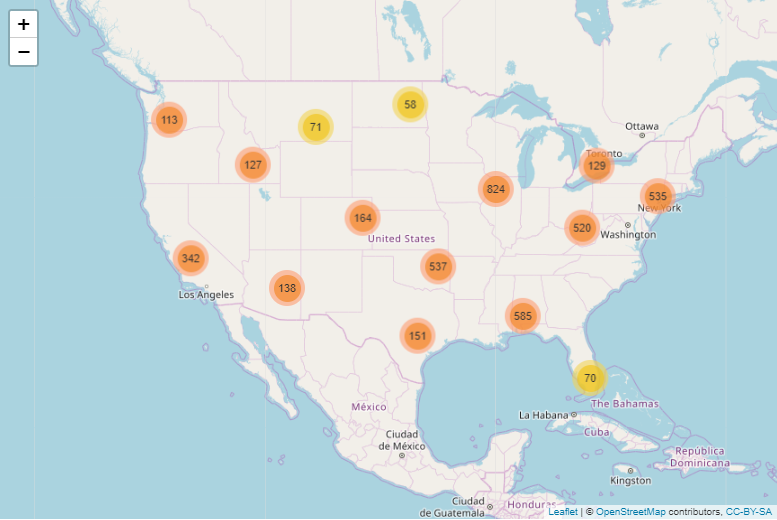 +
−
Ottawa
58
113
71
Toronto
127
129
824
535
New York
164
520
United States
Washington
342
537
138
Los Angeles
585
151
70
México
The Bahamas
La Habana
Cuba
Ciudad
de México
República
Dominicana
Kingston
Ciudad
de Guatemala
Honduras
Leaflet | © OpenStreetMap contributors, CC-BY-SA